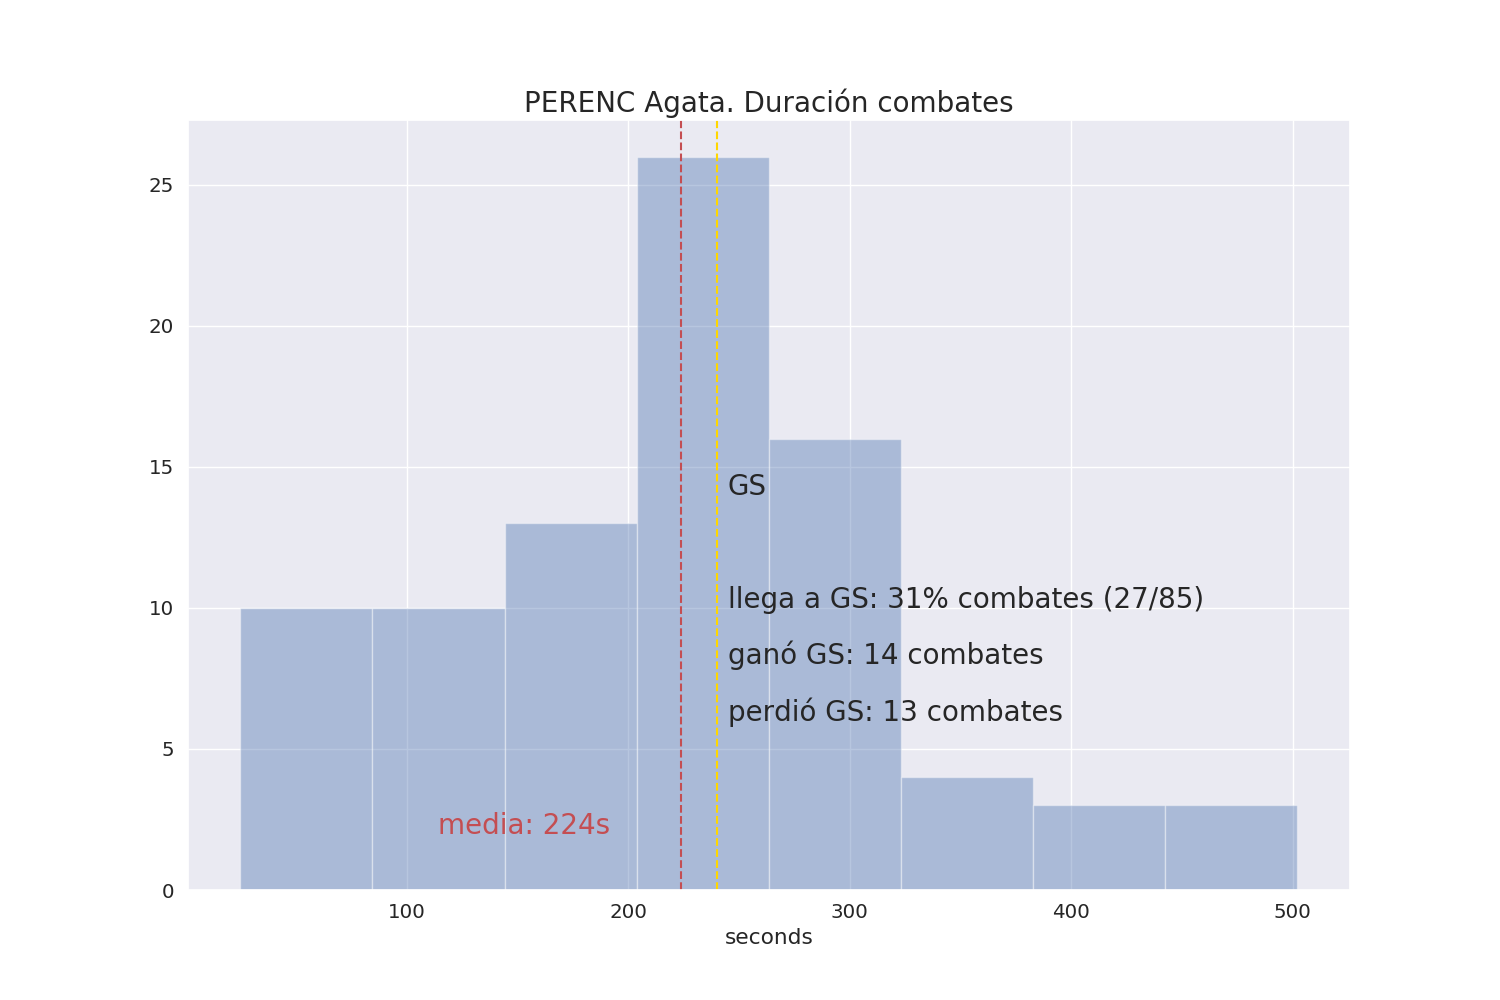 PERENC Agata. Duración combates
25
20
15
10
5
0
GS
llega a GS: 31% combates (27/85)
ganó GS: 14 combates
perdió GS: 13 combates
media: 224s
100 200 300 400 500
seconds